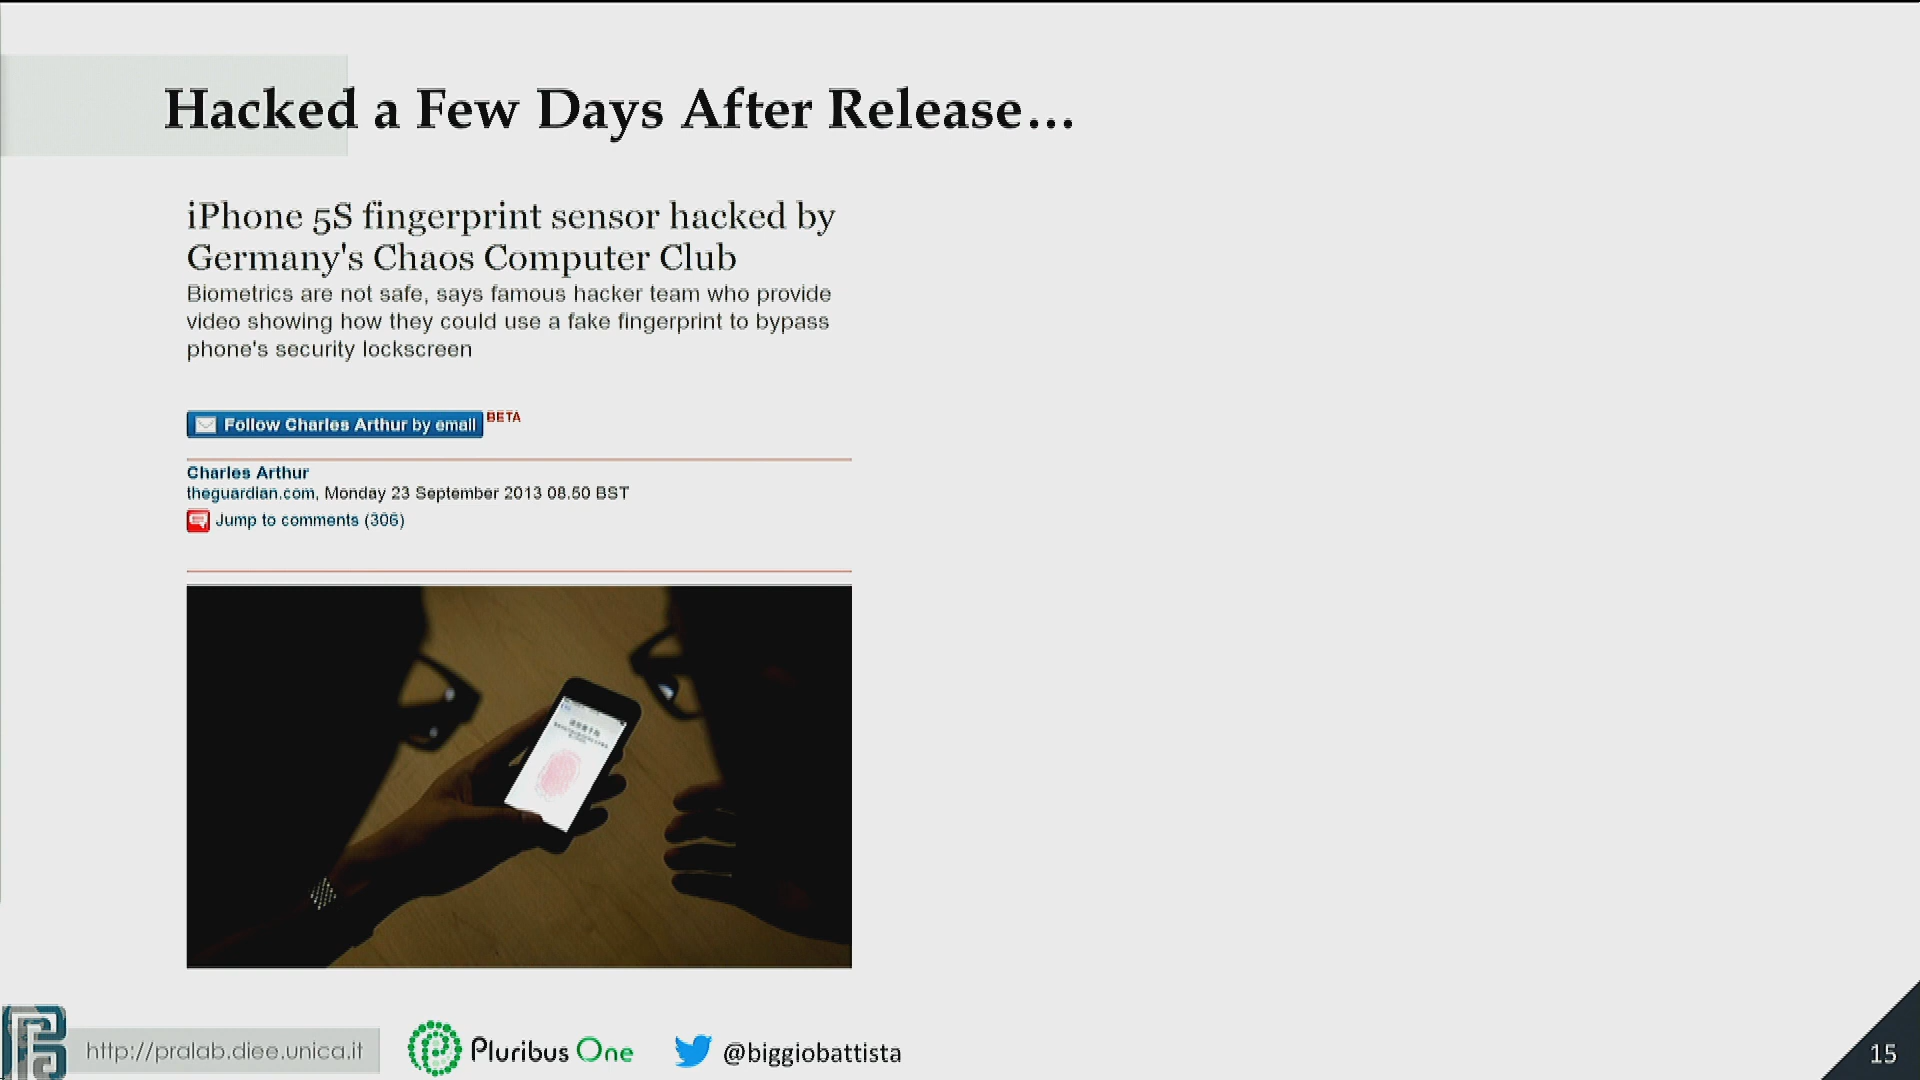 Hacked a Few Days After Release…
iPhone 5S fingerprint sensor hacked by
Germany's Chaos Computer Club
Biometrics are not safe, says famous hacker team who provide
video showing how they could use a fake fingerprint to bypass
phone's security lockscreen
Follow Charles Arthur by email BETA
Charles Arthur
theguardian.com, Monday 23 September 2013 08.50 BST
Jump to comments (306)
http://pralab.diee.unica.it
Pluribus One
@biggiobattista
15